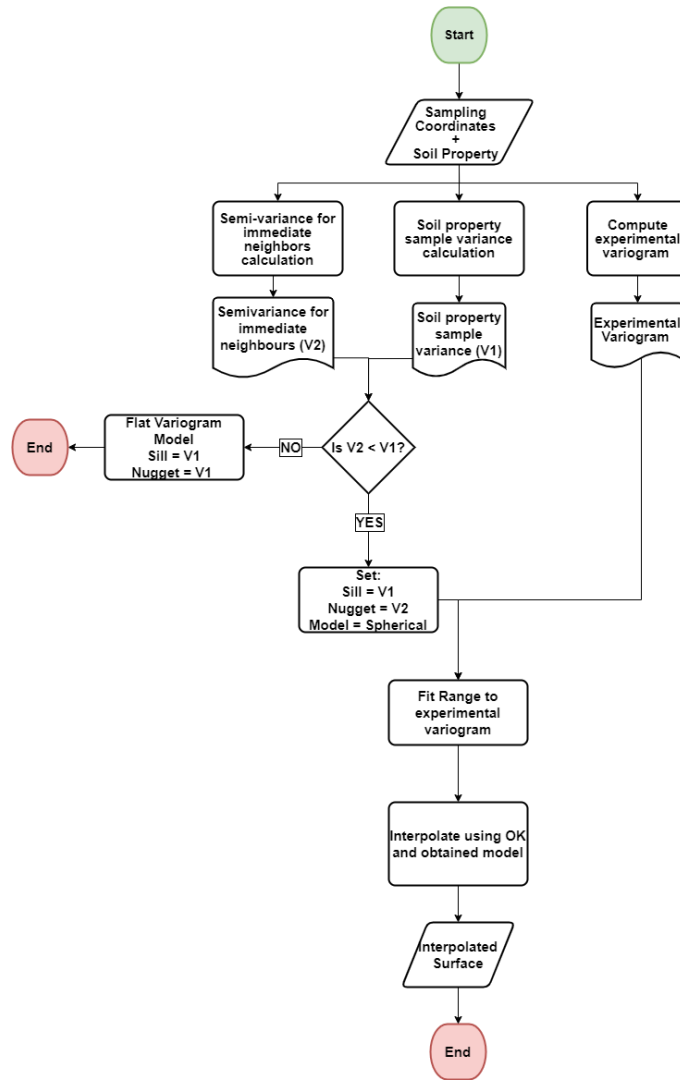 Start
Sampling
Coordinates
+
Soil Property
Semi-variance for
immediate
neighbors
calculation
Soil property
sample variance
calculation
Compute
experimental
variogram
Semivariance for
immediate
neighbours (V2)
Soil property
sample
variance (V1)
Experimental
Variogram
End
Flat Variogram
Model
Sill = V1
Nugget = V1
NO
Is V2 < V1?
YES
Set:
Sill = V1
Nugget = V2
Model = Spherical
Fit Range to
experimental
variogram
Interpolate using OK
and obtained model
Interpolated
Surface
End